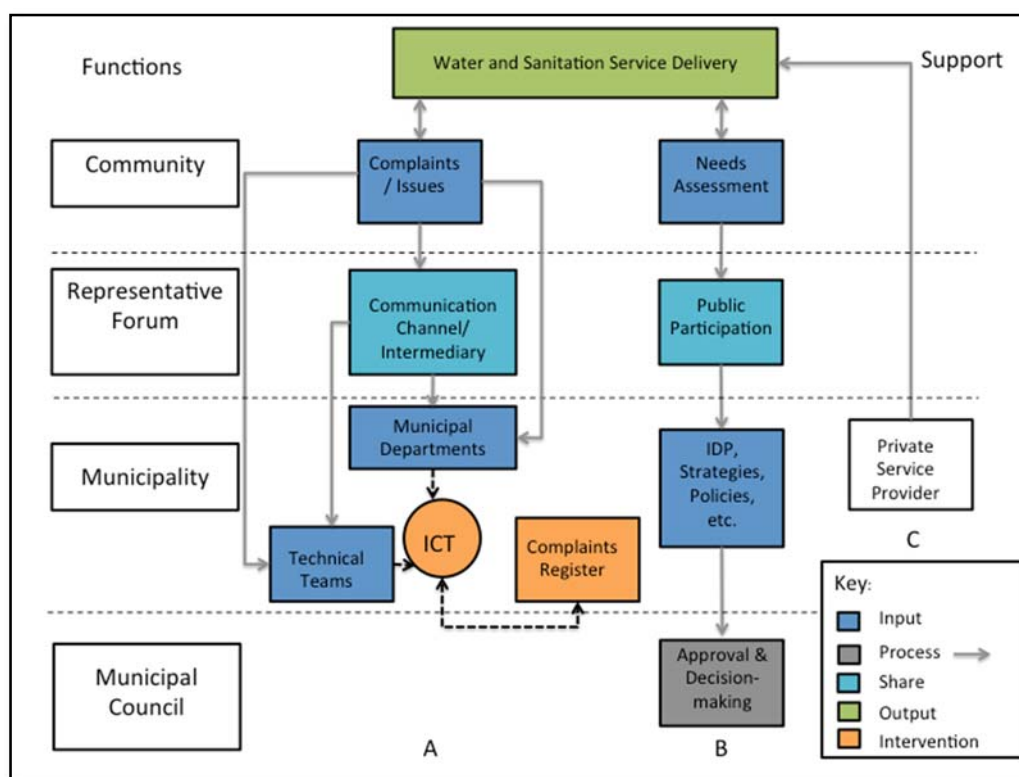 Functions
Water and Sanitation Service Delivery
Support
Community
Complaints
/ Issues
Needs
Assessment
Representative
Forum
Communication
Channel/
Intermediary
Public
Participation
Municipality
Municipal
Departments
IDP,
Strategies,
Policies,
etc.
Private
Service
Provider
C
Technical
Teams
ICT
Complaints
Register
Municipal
Council
Approval &
Decision-
making
A
B
Key:
Input
Process
Share
Output
Intervention